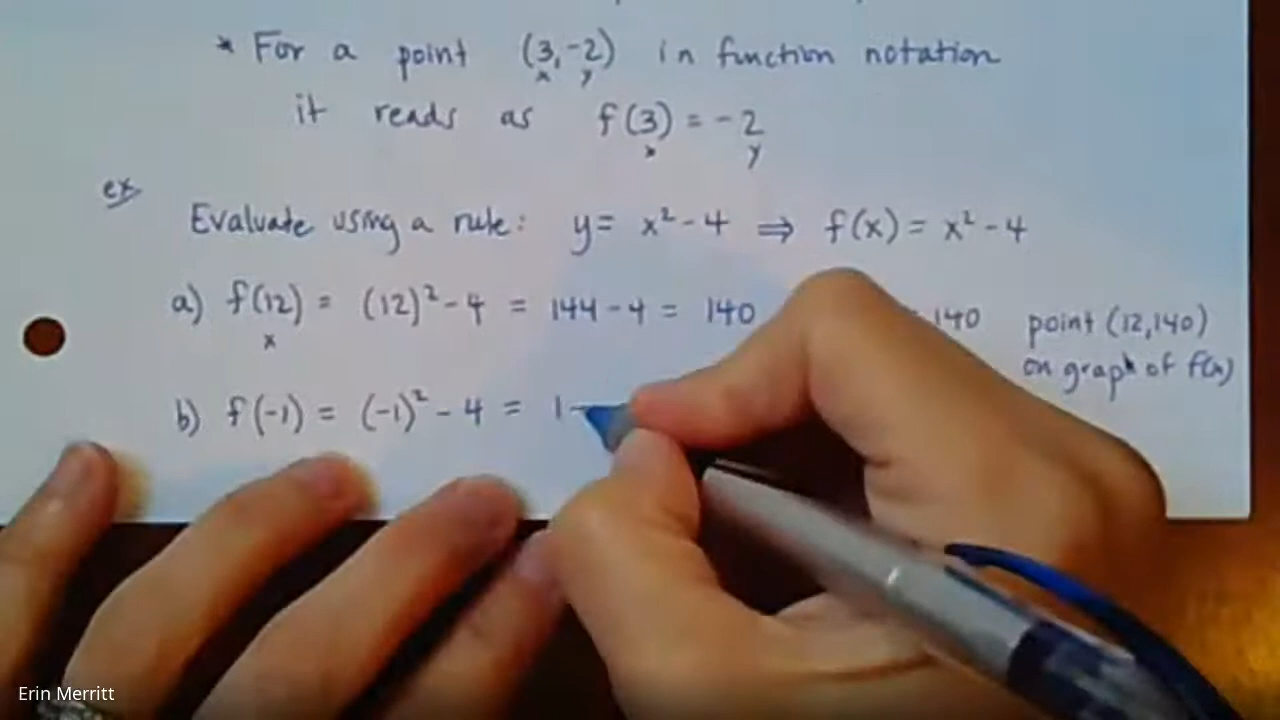 * For a point (3,-2) in function notation
x y
it reads as f(3) = -2
x y
ex
Evaluate using a rule: y = x² - 4 ⇒ f(x) = x² - 4
a) f(12) = (12)² - 4 = 144 - 4 = 140 = 140
x
point (12,140)
on graph of f(x)
b) f(-1) = (-1)² - 4 = 1 -
Erin Merritt